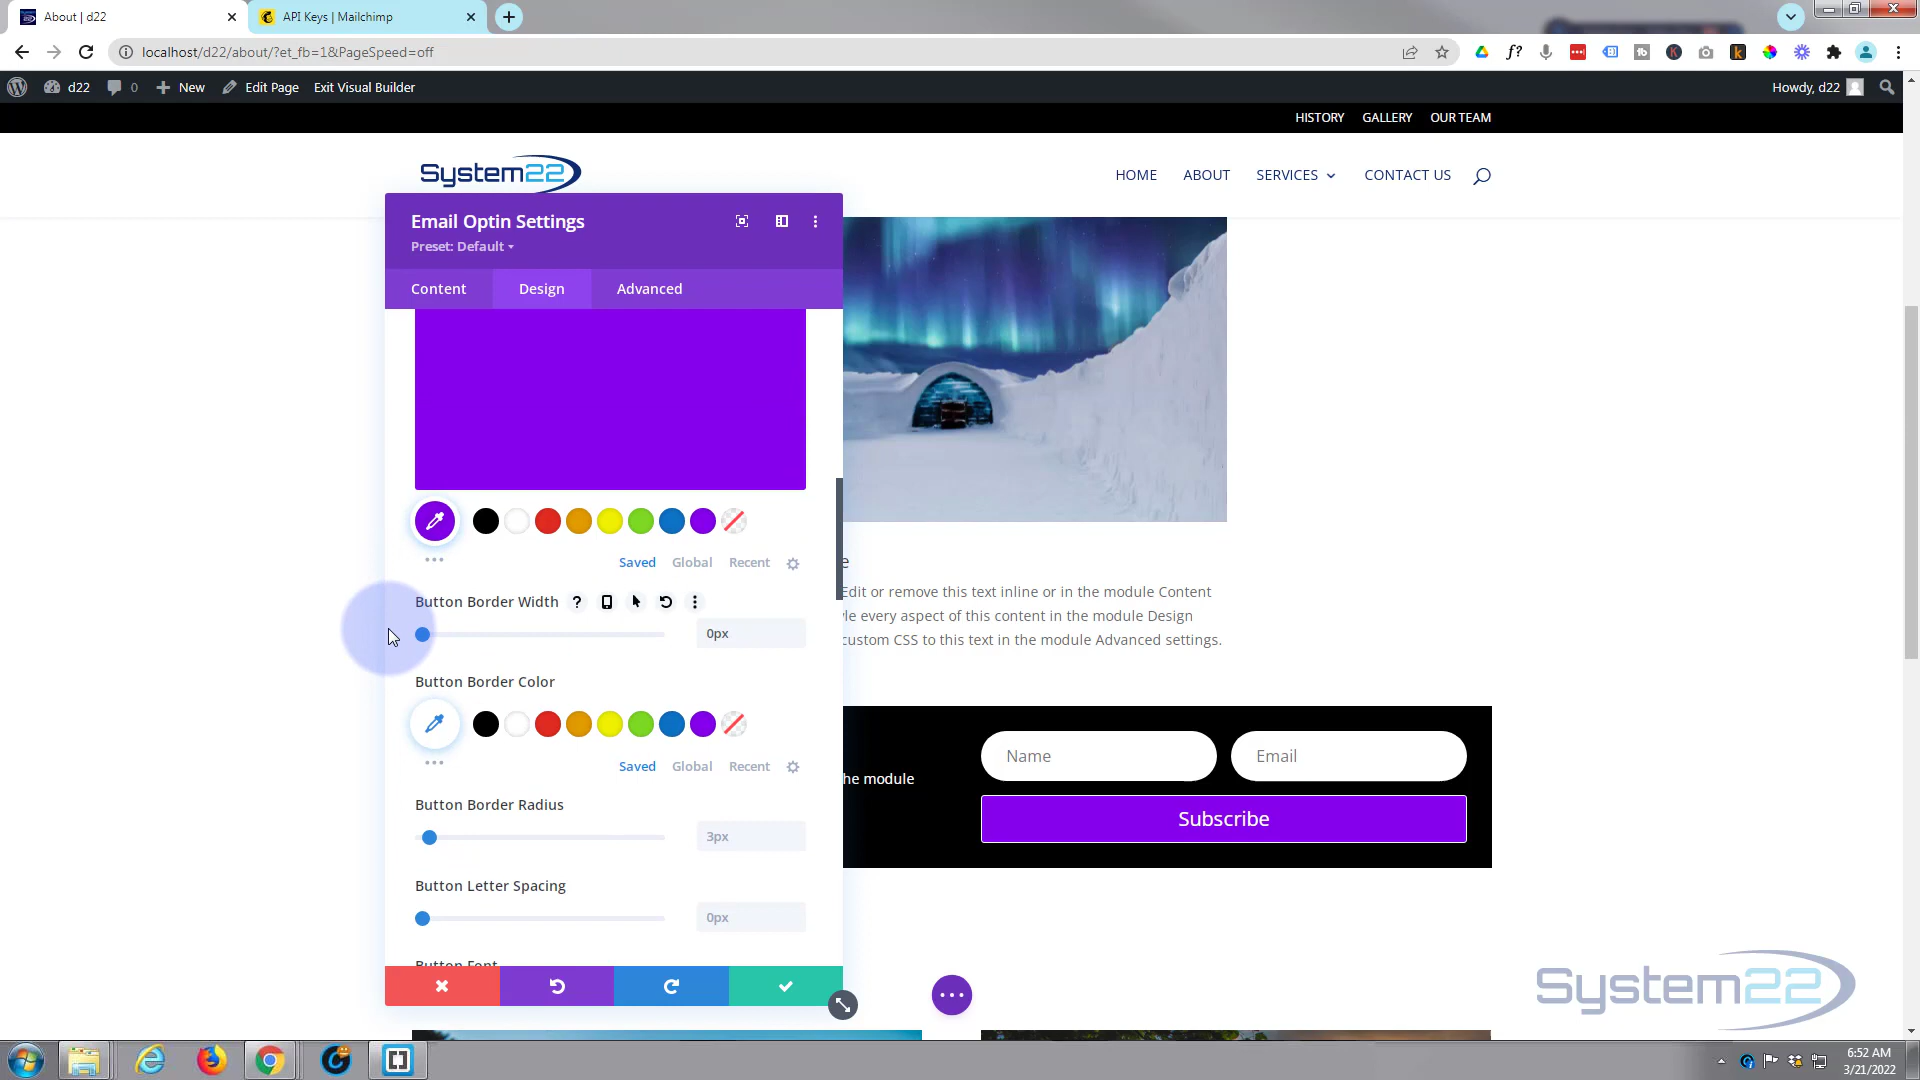 About | d22
API Keys | Mailchimp
localhost/d22/about/?et_fb=1&PageSpeed=off
d22
0
New
Edit Page
Exit Visual Builder
Howdy, d22
HISTORY
GALLERY
OUR TEAM
System22
HOME
ABOUT
SERVICES
CONTACT US
Email Optin Settings
Preset: Default
Content
Design
Advanced
Saved
Global
Recent
Button Border Width
0px
Button Border Color
Saved
Global
Recent
Button Border Radius
3px
Button Letter Spacing
0px
Button Font
e
Edit or remove this text inline or in the module Content
le every aspect of this content in the module Design
custom CSS to this text in the module Advanced settings.
he module
Name
Email
Subscribe
System22
6:52 AM
3/21/2022